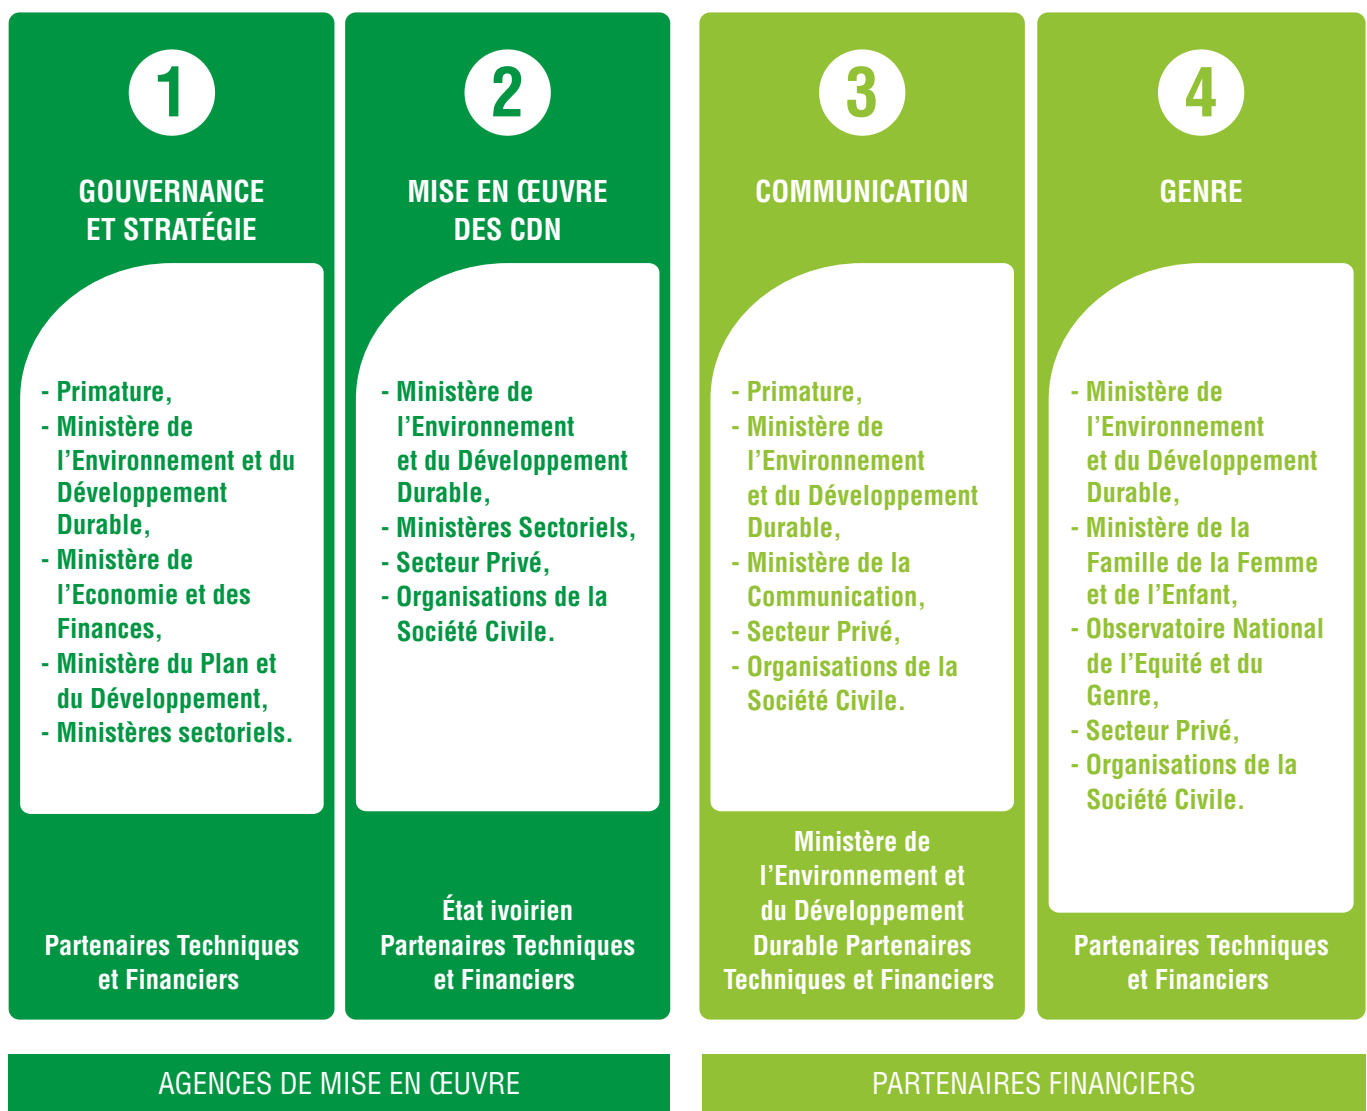 1
GOUVERNANCE
ET STRATÉGIE
- Primature,
- Ministère de
l’Environnement et du
Développement
Durable,
- Ministère de
l’Economie et des
Finances,
- Ministère du Plan et
du Développement,
- Ministères sectoriels.
Partenaires Techniques
et Financiers
2
MISE EN ŒUVRE
DES CDN
- Ministère de
l’Environnement
et du Développement
Durable,
- Ministères Sectoriels,
- Secteur Privé,
- Organisations de la
Société Civile.
État ivoirien
Partenaires Techniques
et Financiers
3
COMMUNICATION
- Primature,
- Ministère de
l’Environnement
et du Développement
Durable,
- Ministère de la
Communication,
- Secteur Privé,
- Organisations de la
Société Civile.
Ministère de
l’Environnement et
du Développement
Durable Partenaires
Techniques et Financiers
4
GENRE
- Ministère de
l’Environnement
et du Développement
Durable,
- Ministère de la
Famille de la Femme
et de l’Enfant,
- Observatoire National
de l’Equité et du
Genre,
- Secteur Privé,
- Organisations de la
Société Civile.
Partenaires Techniques
et Financiers
AGENCES DE MISE EN ŒUVRE
PARTENAIRES FINANCIERS